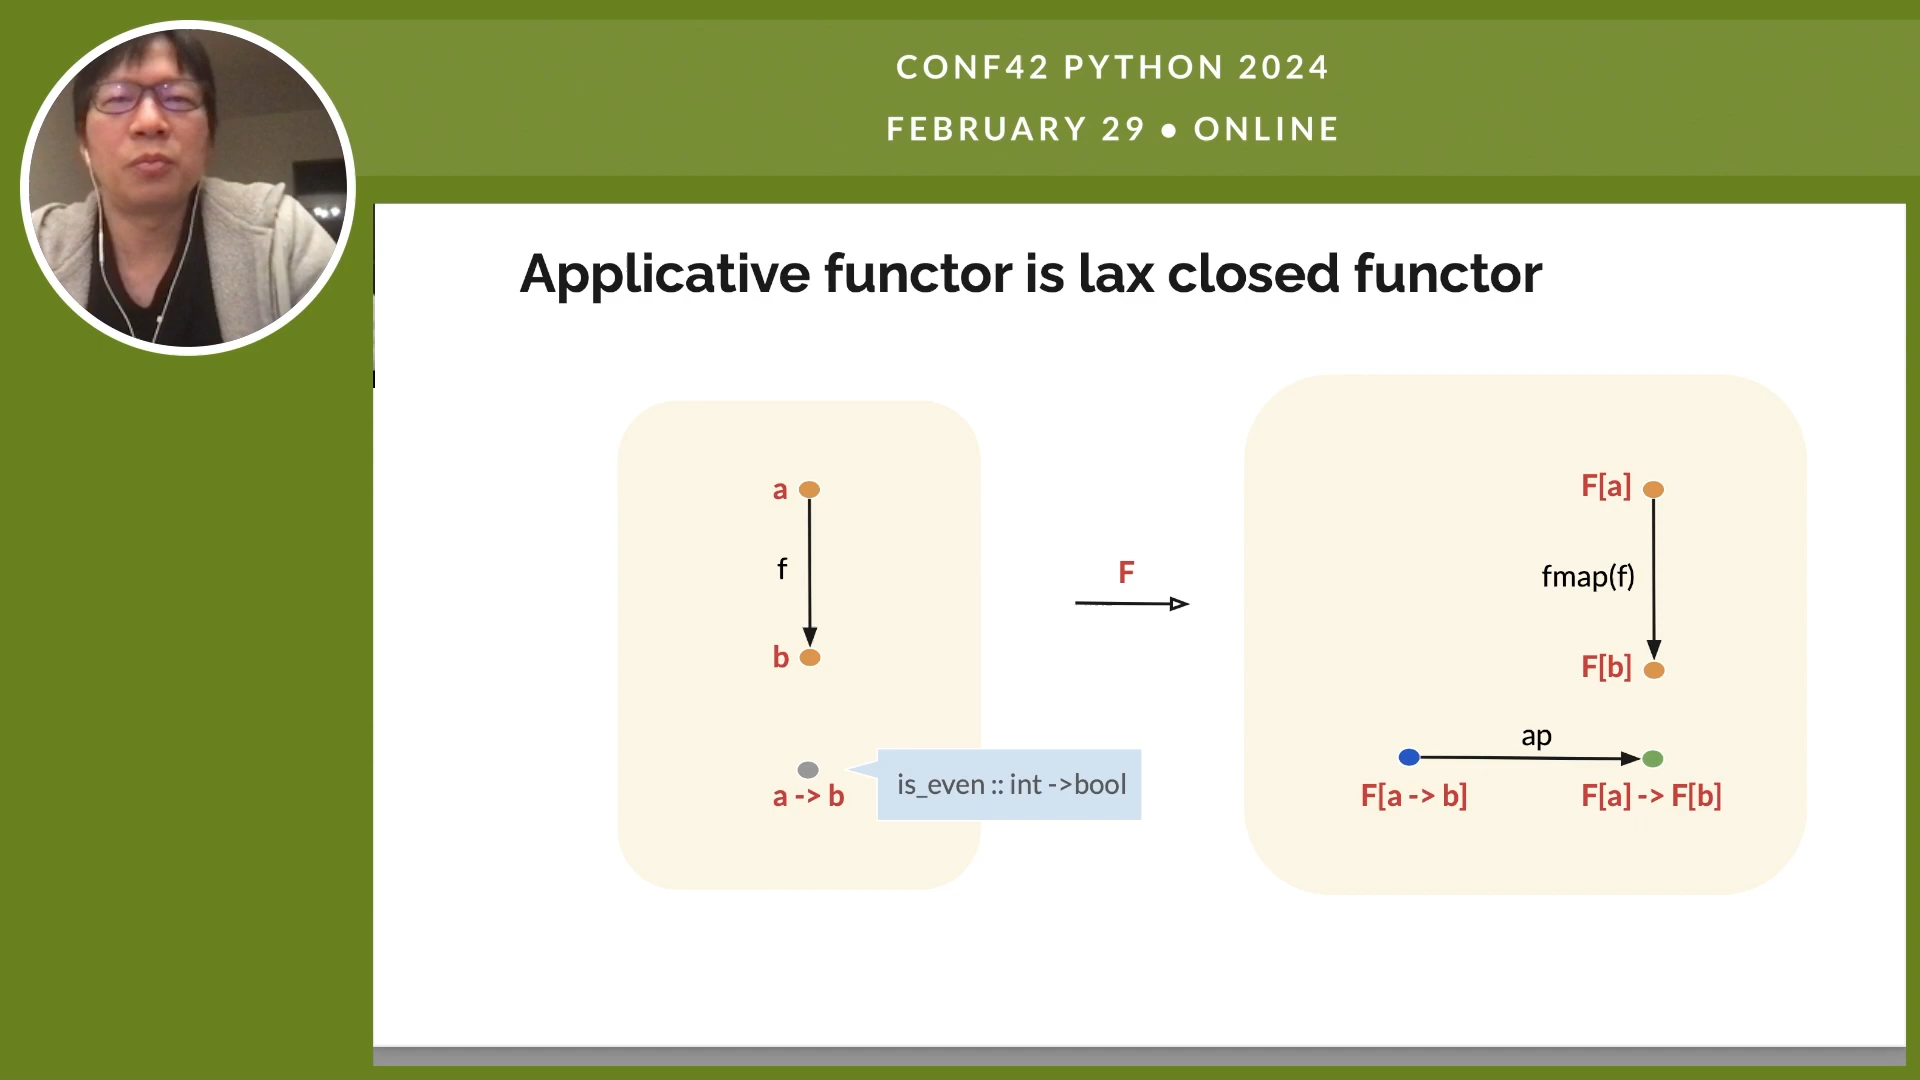 CONF42 PYTHON 2024
FEBRUARY 29 • ONLINE
Applicative functor is lax closed functor
a
f
b
a -> b
is_even :: int ->bool
F
F[a]
fmap(f)
F[b]
ap
F[a -> b]
F[a] -> F[b]